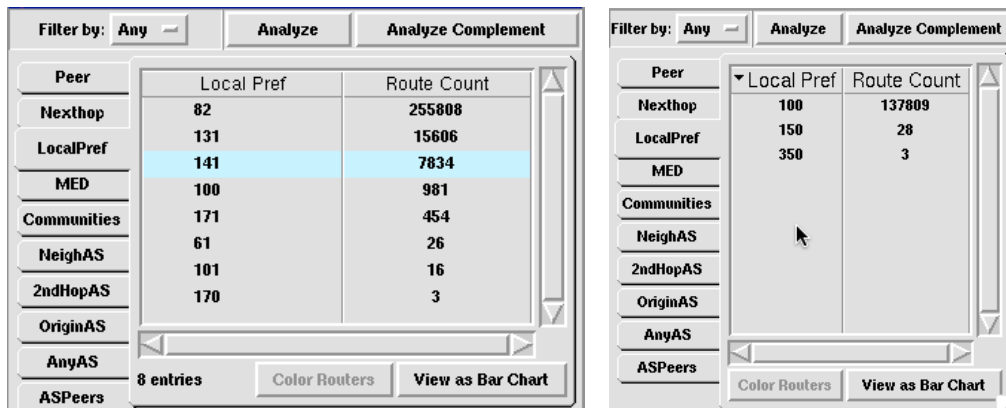 Filter by: Any Analyze Analyze Complement
Peer
Nexthop
LocalPref
MED
Communities
NeighAS
2ndHopAS
OriginAS
AnyAS
ASPeers
Local Pref Route Count
82 255808
131 15606
141 7834
100 981
171 454
61 26
101 16
170 3
8 entries Color Routers View as Bar Chart
Filter by: Any Analyze Analyze Complement
Peer
Nexthop
LocalPref
MED
Communities
NeighAS
2ndHopAS
OriginAS
AnyAS
ASPeers
Local Pref Route Count
100 137809
150 28
350 3
Color Routers View as Bar Chart